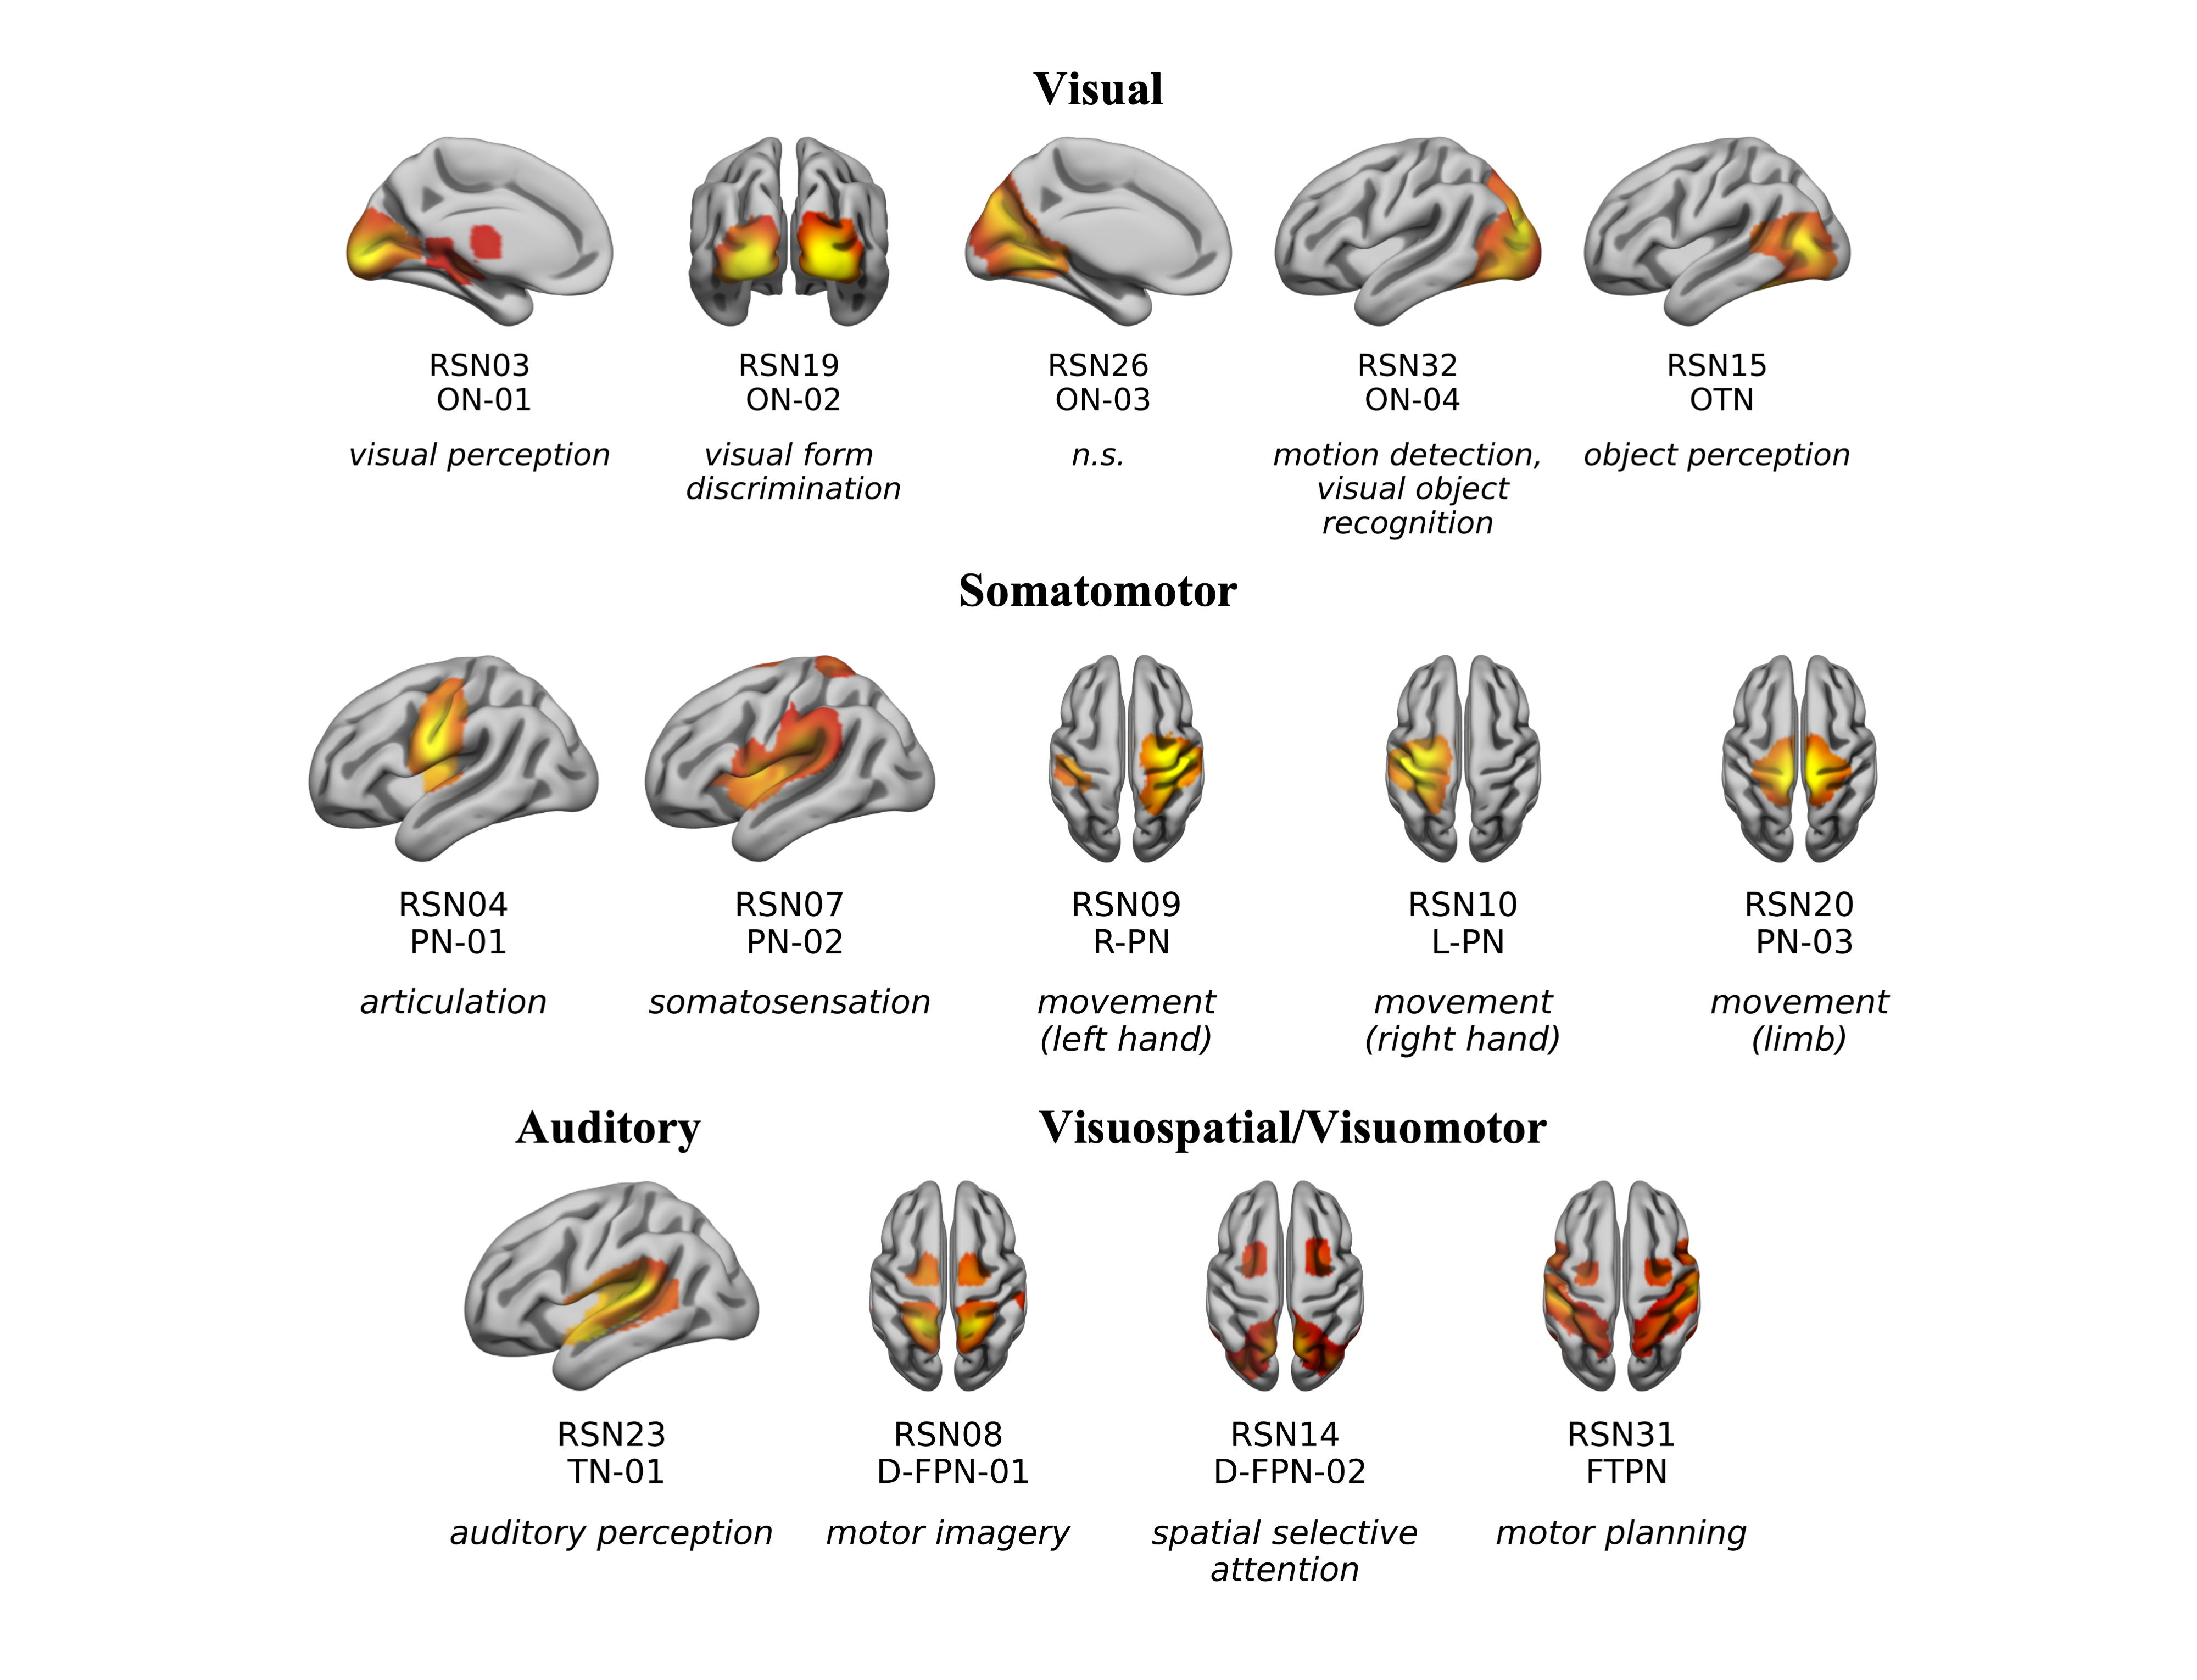 Visual
RSN03
ON-01
visual perception
RSN19
ON-02
visual form
discrimination
RSN26
ON-03
n.s.
RSN32
ON-04
motion detection,
visual object
recognition
RSN15
OTN
object perception
Somatomotor
RSN04
PN-01
articulation
RSN07
PN-02
somatosensation
RSN09
R-PN
movement
(left hand)
RSN10
L-PN
movement
(right hand)
RSN20
PN-03
movement
(limb)
Auditory
RSN23
TN-01
auditory perception
Visuospatial/Visuomotor
RSN08
D-FPN-01
motor imagery
RSN14
D-FPN-02
spatial selective
attention
RSN31
FTPN
motor planning